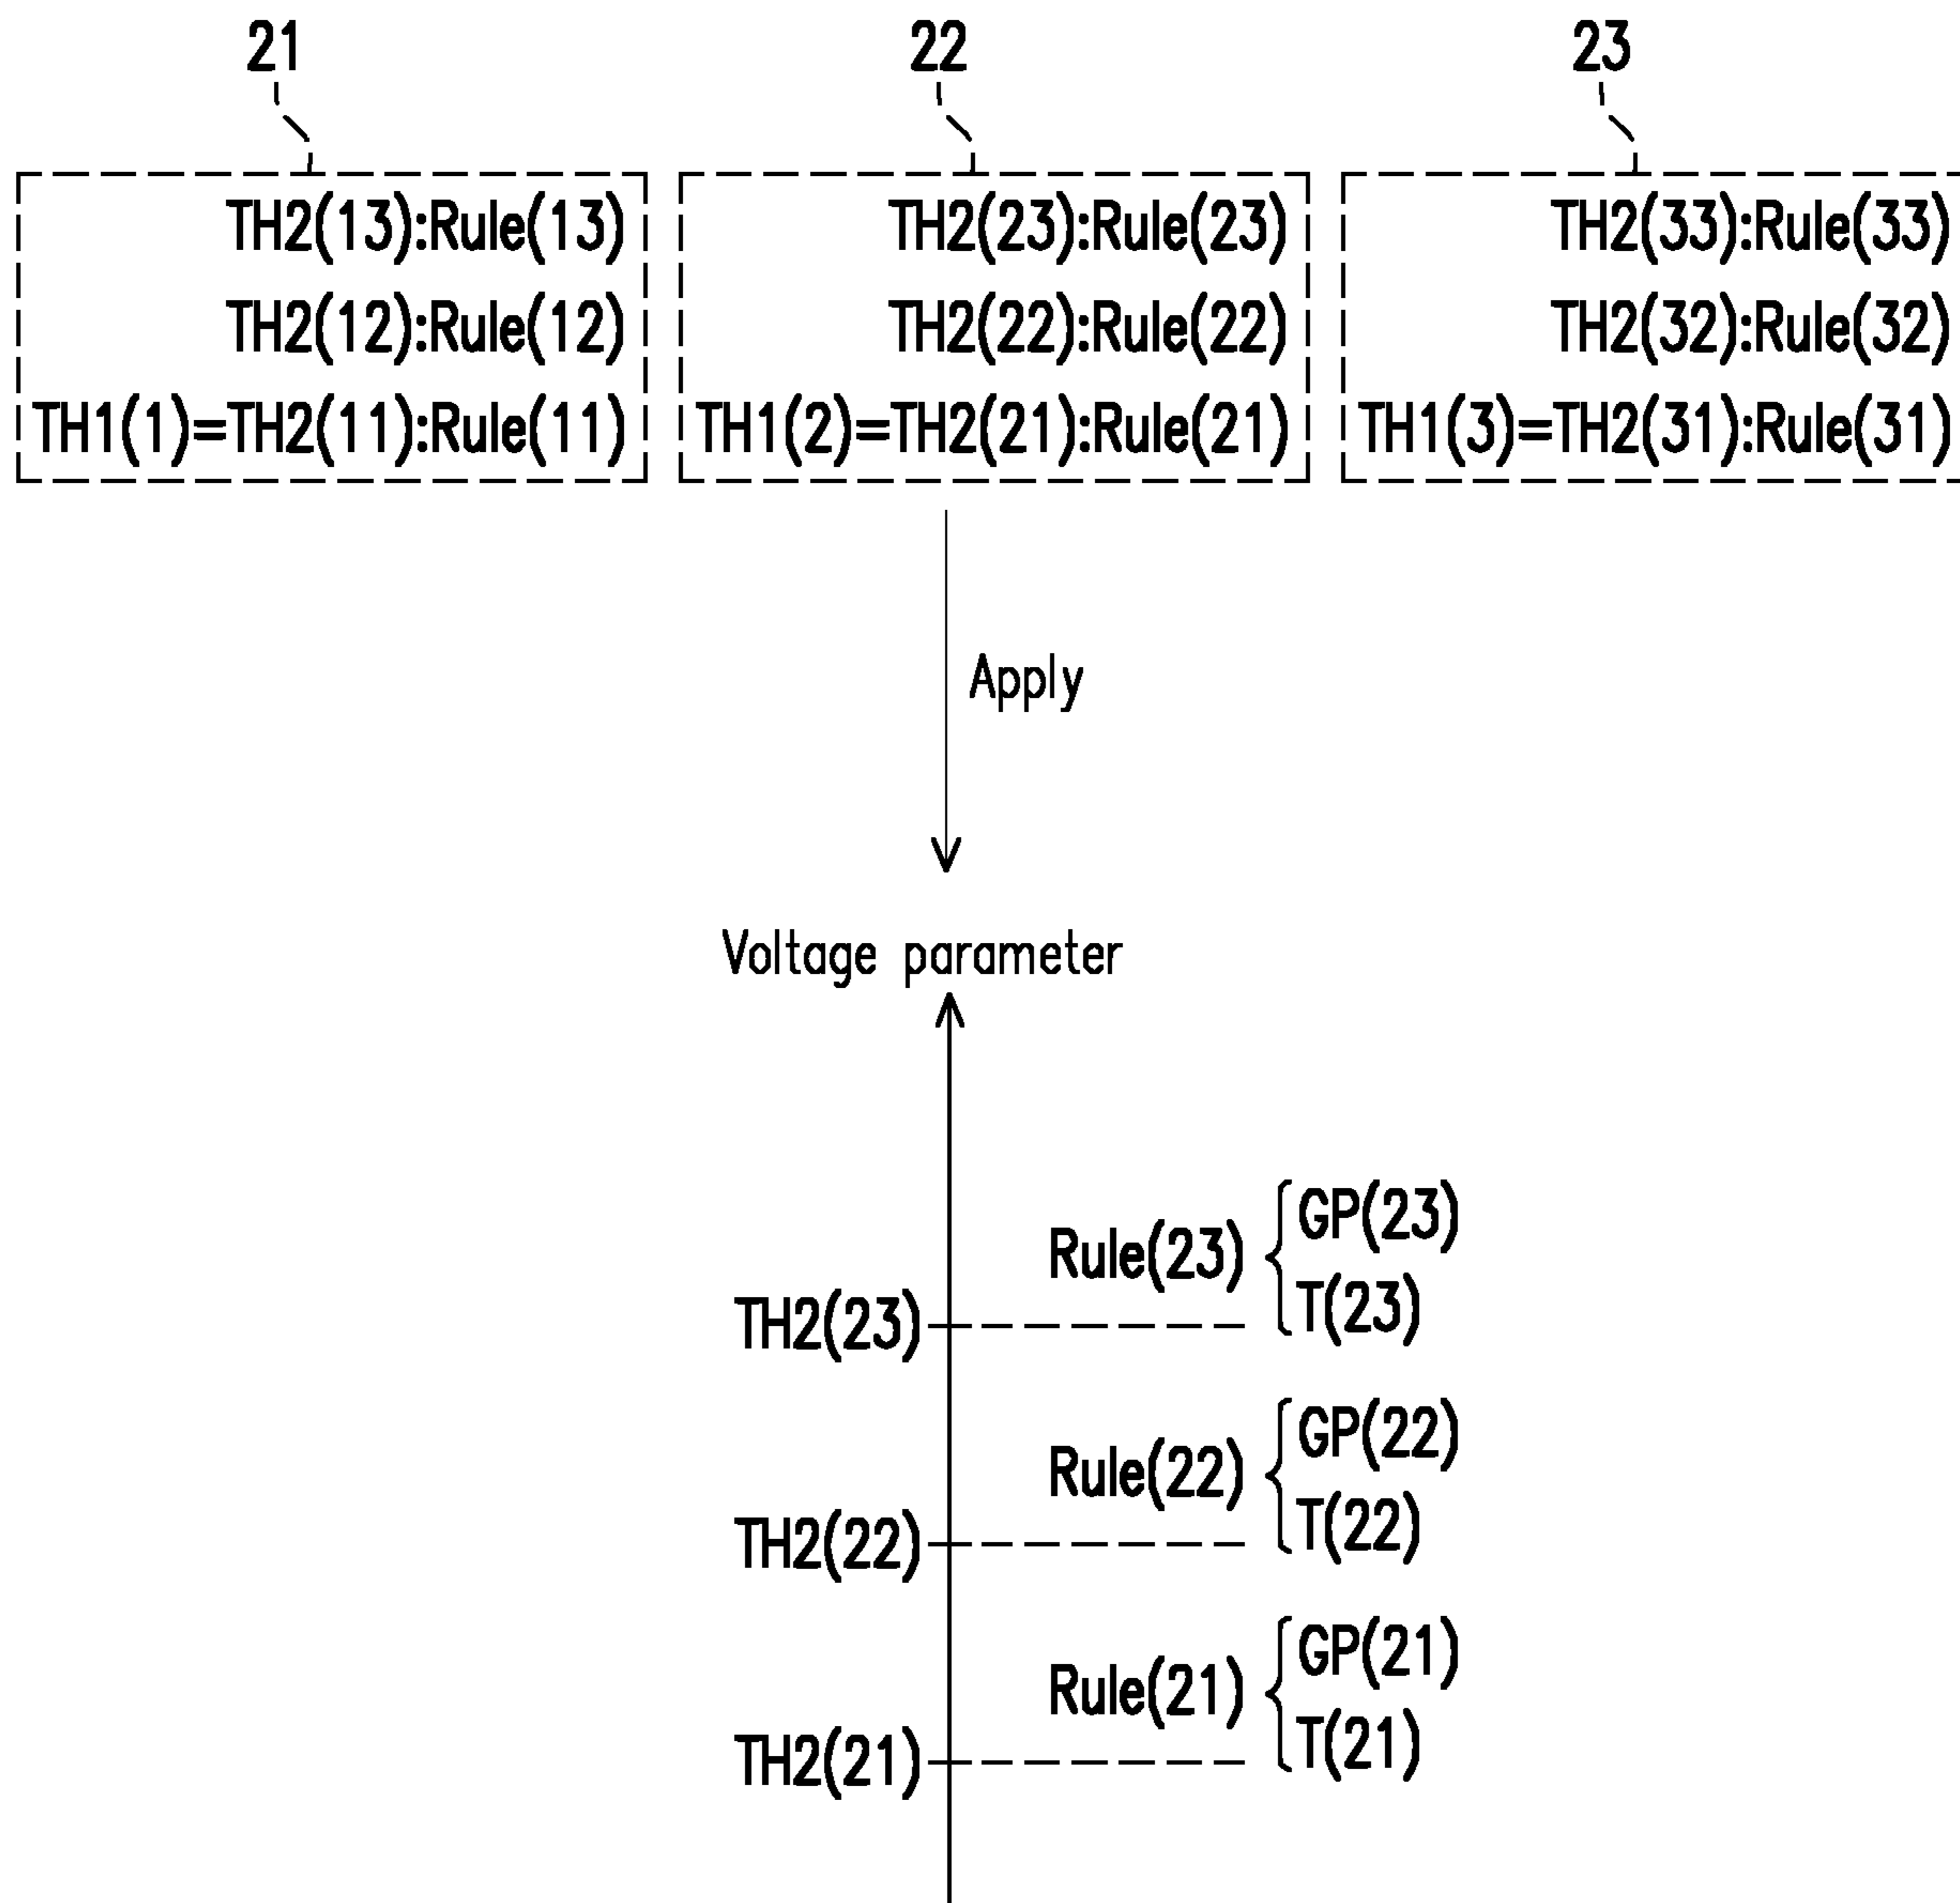 21
22
23
TH2(13):Rule(13)
TH2(12):Rule(12)
TH1(1)=TH2(11):Rule(11)
TH2(23):Rule(23)
TH2(22):Rule(22)
TH1(2)=TH2(21):Rule(21)
TH2(33):Rule(33)
TH2(32):Rule(32)
TH1(3)=TH2(31):Rule(31)
Apply
Voltage parameter
GP(23)
Rule(23)
T(23)
TH2(23)
GP(22)
Rule(22)
T(22)
TH2(22)
GP(21)
Rule(21)
T(21)
TH2(21)